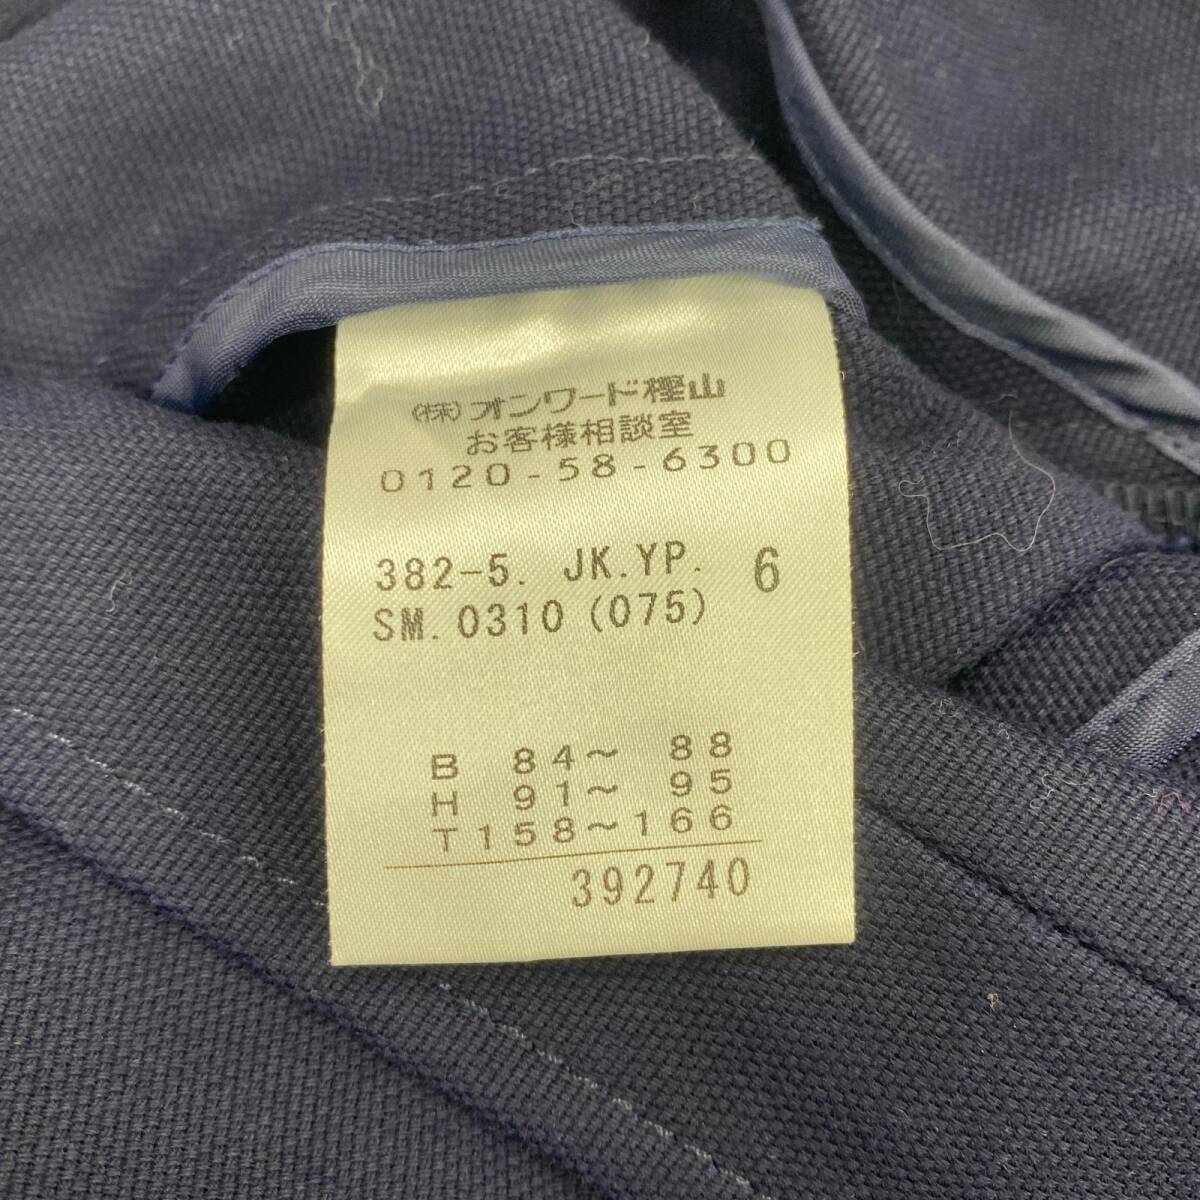 (株)オンワード樫山
お客様相談室
0120-58-6300
382-5. JK.YP. 6
SM.0310 (075)
B 84～ 88
H 91～ 95
T158～166
392740